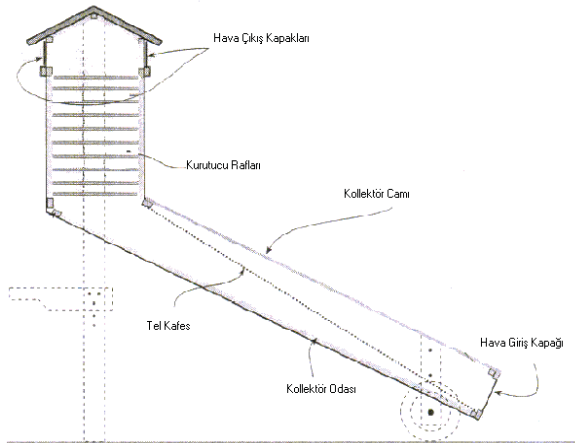 Hava Çıkış Kapakları
Kurutucu Rafları
Kollektör Camı
Tel Kafes
Hava Giriş Kapağı
Kollektör Odası